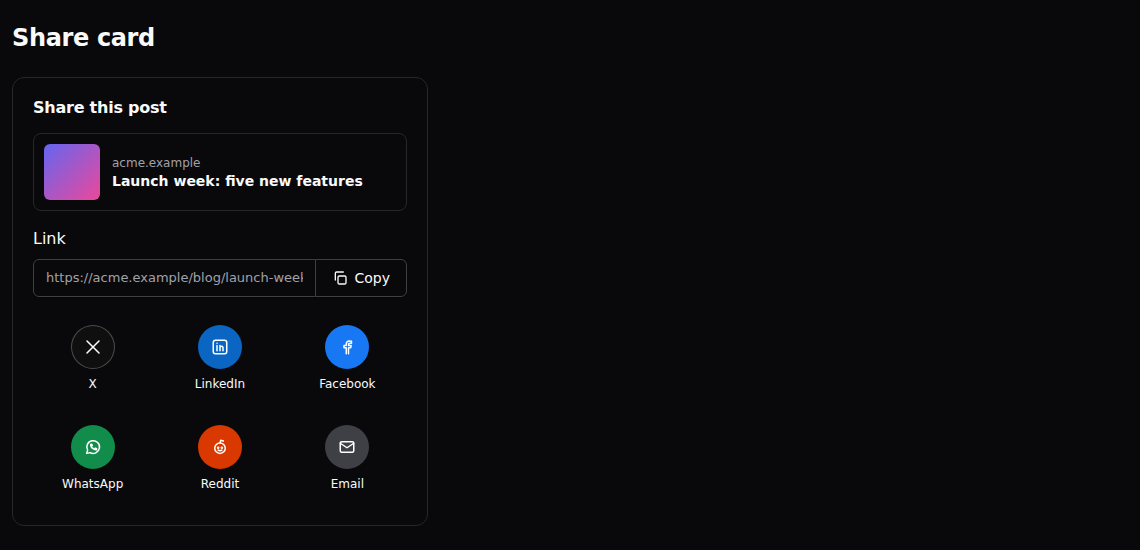 Share card
Share this post
acme.example
Launch week: five new features
Link
https://acme.example/blog/launch-week
Copy
X
LinkedIn
Facebook
WhatsApp
Reddit
Email